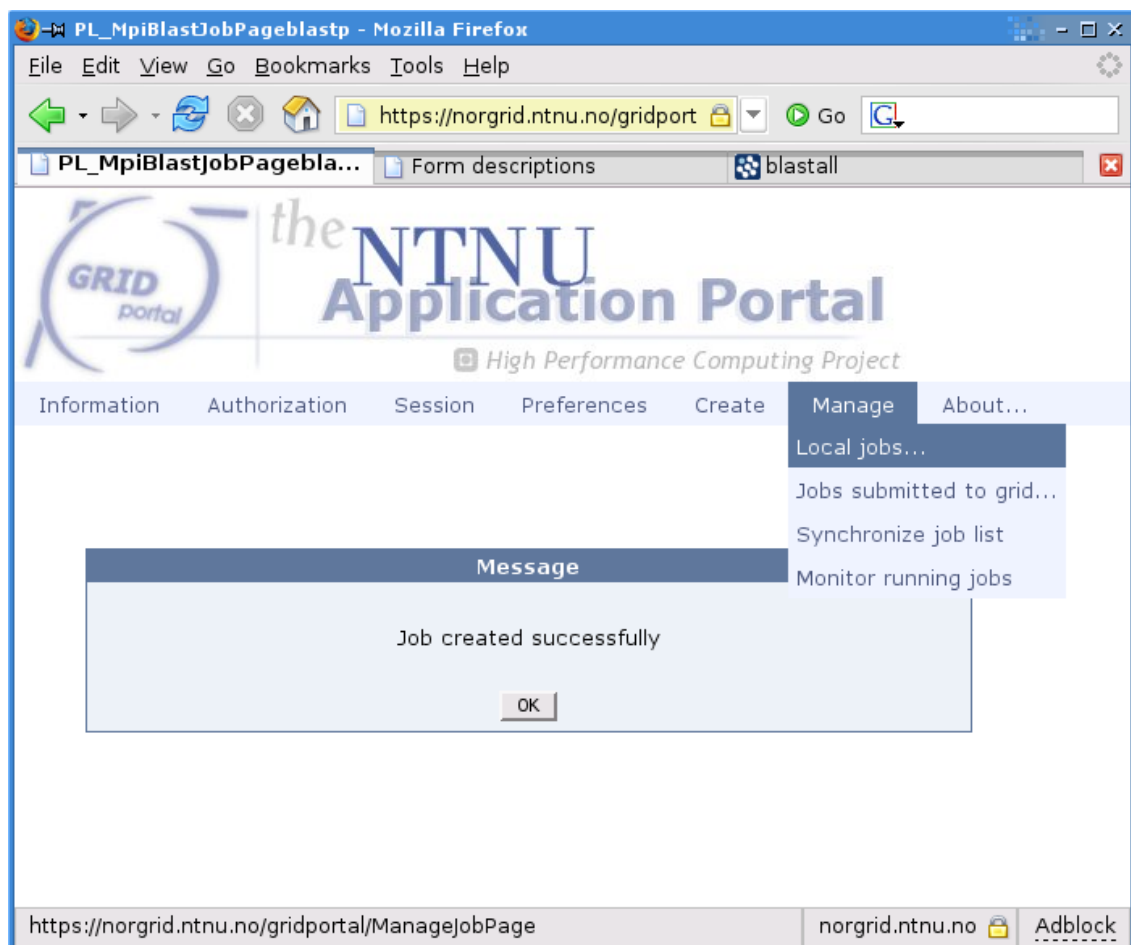 PL_MpiBlastJobPageblastp - Mozilla Firefox
File Edit View Go Bookmarks Tools Help
https://norgrid.ntnu.no/gridport Go G
PL_MpiBlastJobPagebla... Form descriptions blastall
GRID
portal
the NTNU
Application Portal
High Performance Computing Project
Information Authorization Session Preferences Create Manage About...
Local jobs...
Jobs submitted to grid...
Synchronize job list
Monitor running jobs
Message
Job created successfully
OK
https://norgrid.ntnu.no/gridportal/ManageJobPage norgrid.ntnu.no Adblock